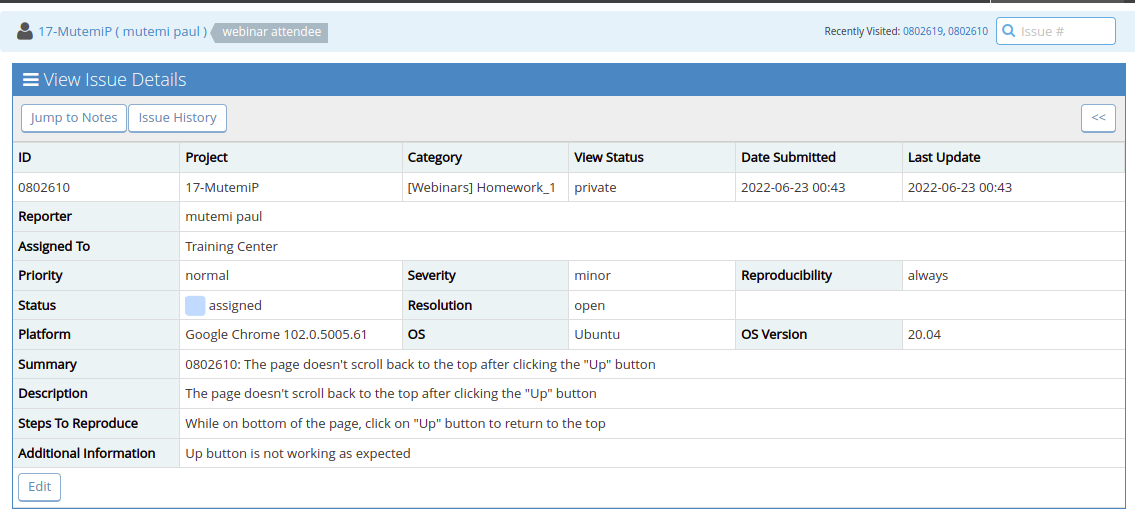 17-MutemiP ( mutemi paul ) webinar attendee Recently Visited: 0802619, 0802610 Issue #
View Issue Details
Jump to Notes Issue History <<
ID Project Category View Status Date Submitted Last Update
0802610 17-MutemiP [Webinars] Homework_1 private 2022-06-23 00:43 2022-06-23 00:43
Reporter mutemi paul
Assigned To Training Center
Priority normal Severity minor Reproducibility always
Status assigned Resolution open
Platform Google Chrome 102.0.5005.61 OS Ubuntu OS Version 20.04
Summary 0802610: The page doesn't scroll back to the top after clicking the "Up" button
Description The page doesn't scroll back to the top after clicking the "Up" button
Steps To Reproduce While on bottom of the page, click on "Up" button to return to the top
Additional Information Up button is not working as expected
Edit